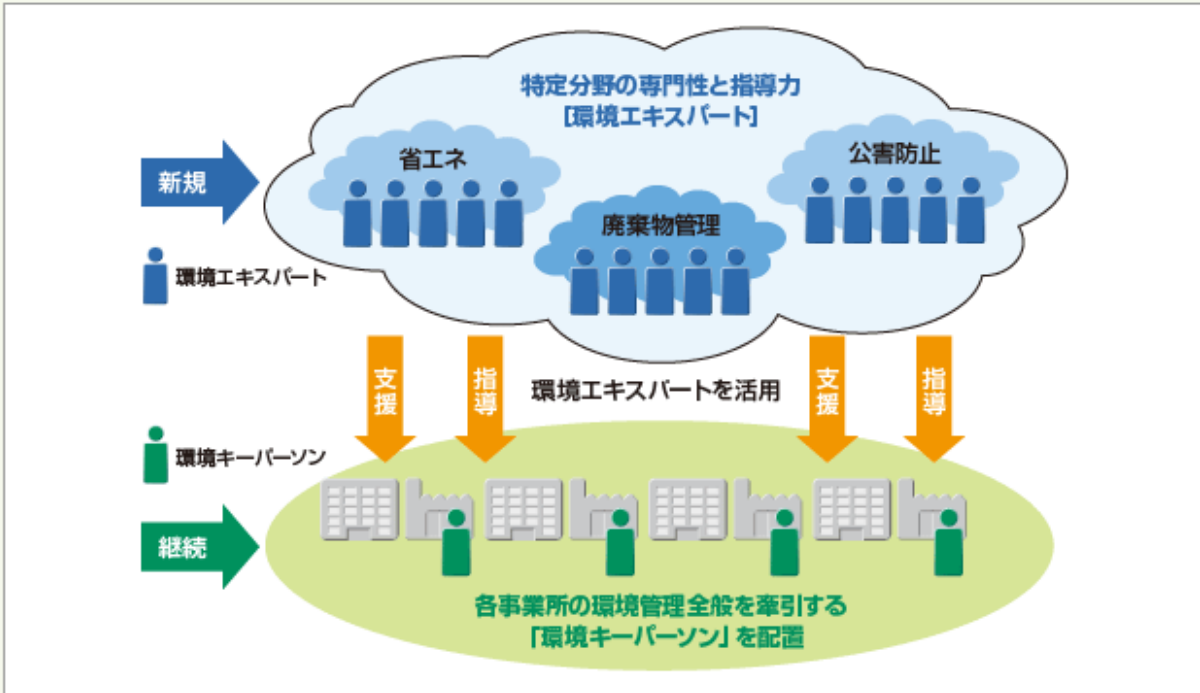 特定分野の専門性と指導力
[環境エキスパート]
省エネ
公害防止
新規
廃棄物管理
環境エキスパート
支援
指導
環境エキスパートを活用
支援
指導
環境キーパーソン
継続
各事業所の環境管理全般を牽引する
「環境キーパーソン」を配置